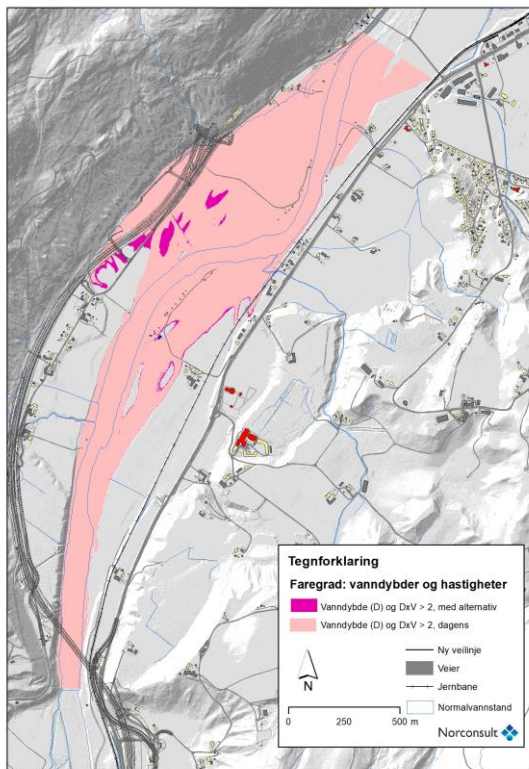 Tegnforklaring
Faregrad: vanndybder og hastigheter
Vanndybde (D) og DxV > 2, med alternativ
Vanndybde (D) og DxV > 2, dagens
Ny veilinje
Veier
Jernbane
Normalvannstand
N
0 250 500 m
Norconsult